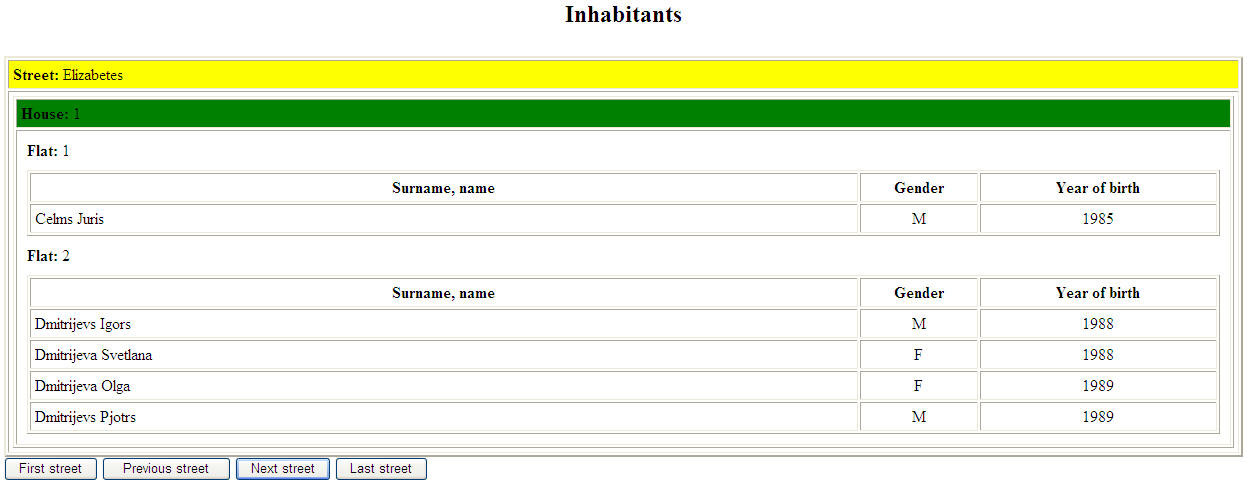 Inhabitants
Street: Elizabetes
House: 1
Flat: 1
Surname, name Gender Year of birth
Celms Juris M 1985
Flat: 2
Surname, name Gender Year of birth
Dmitrijevs Igors M 1988
Dmitrijeva Svetlana F 1988
Dmitrijeva Olga F 1989
Dmitrijevs Pjotrs M 1989
First street Previous street Next street Last street